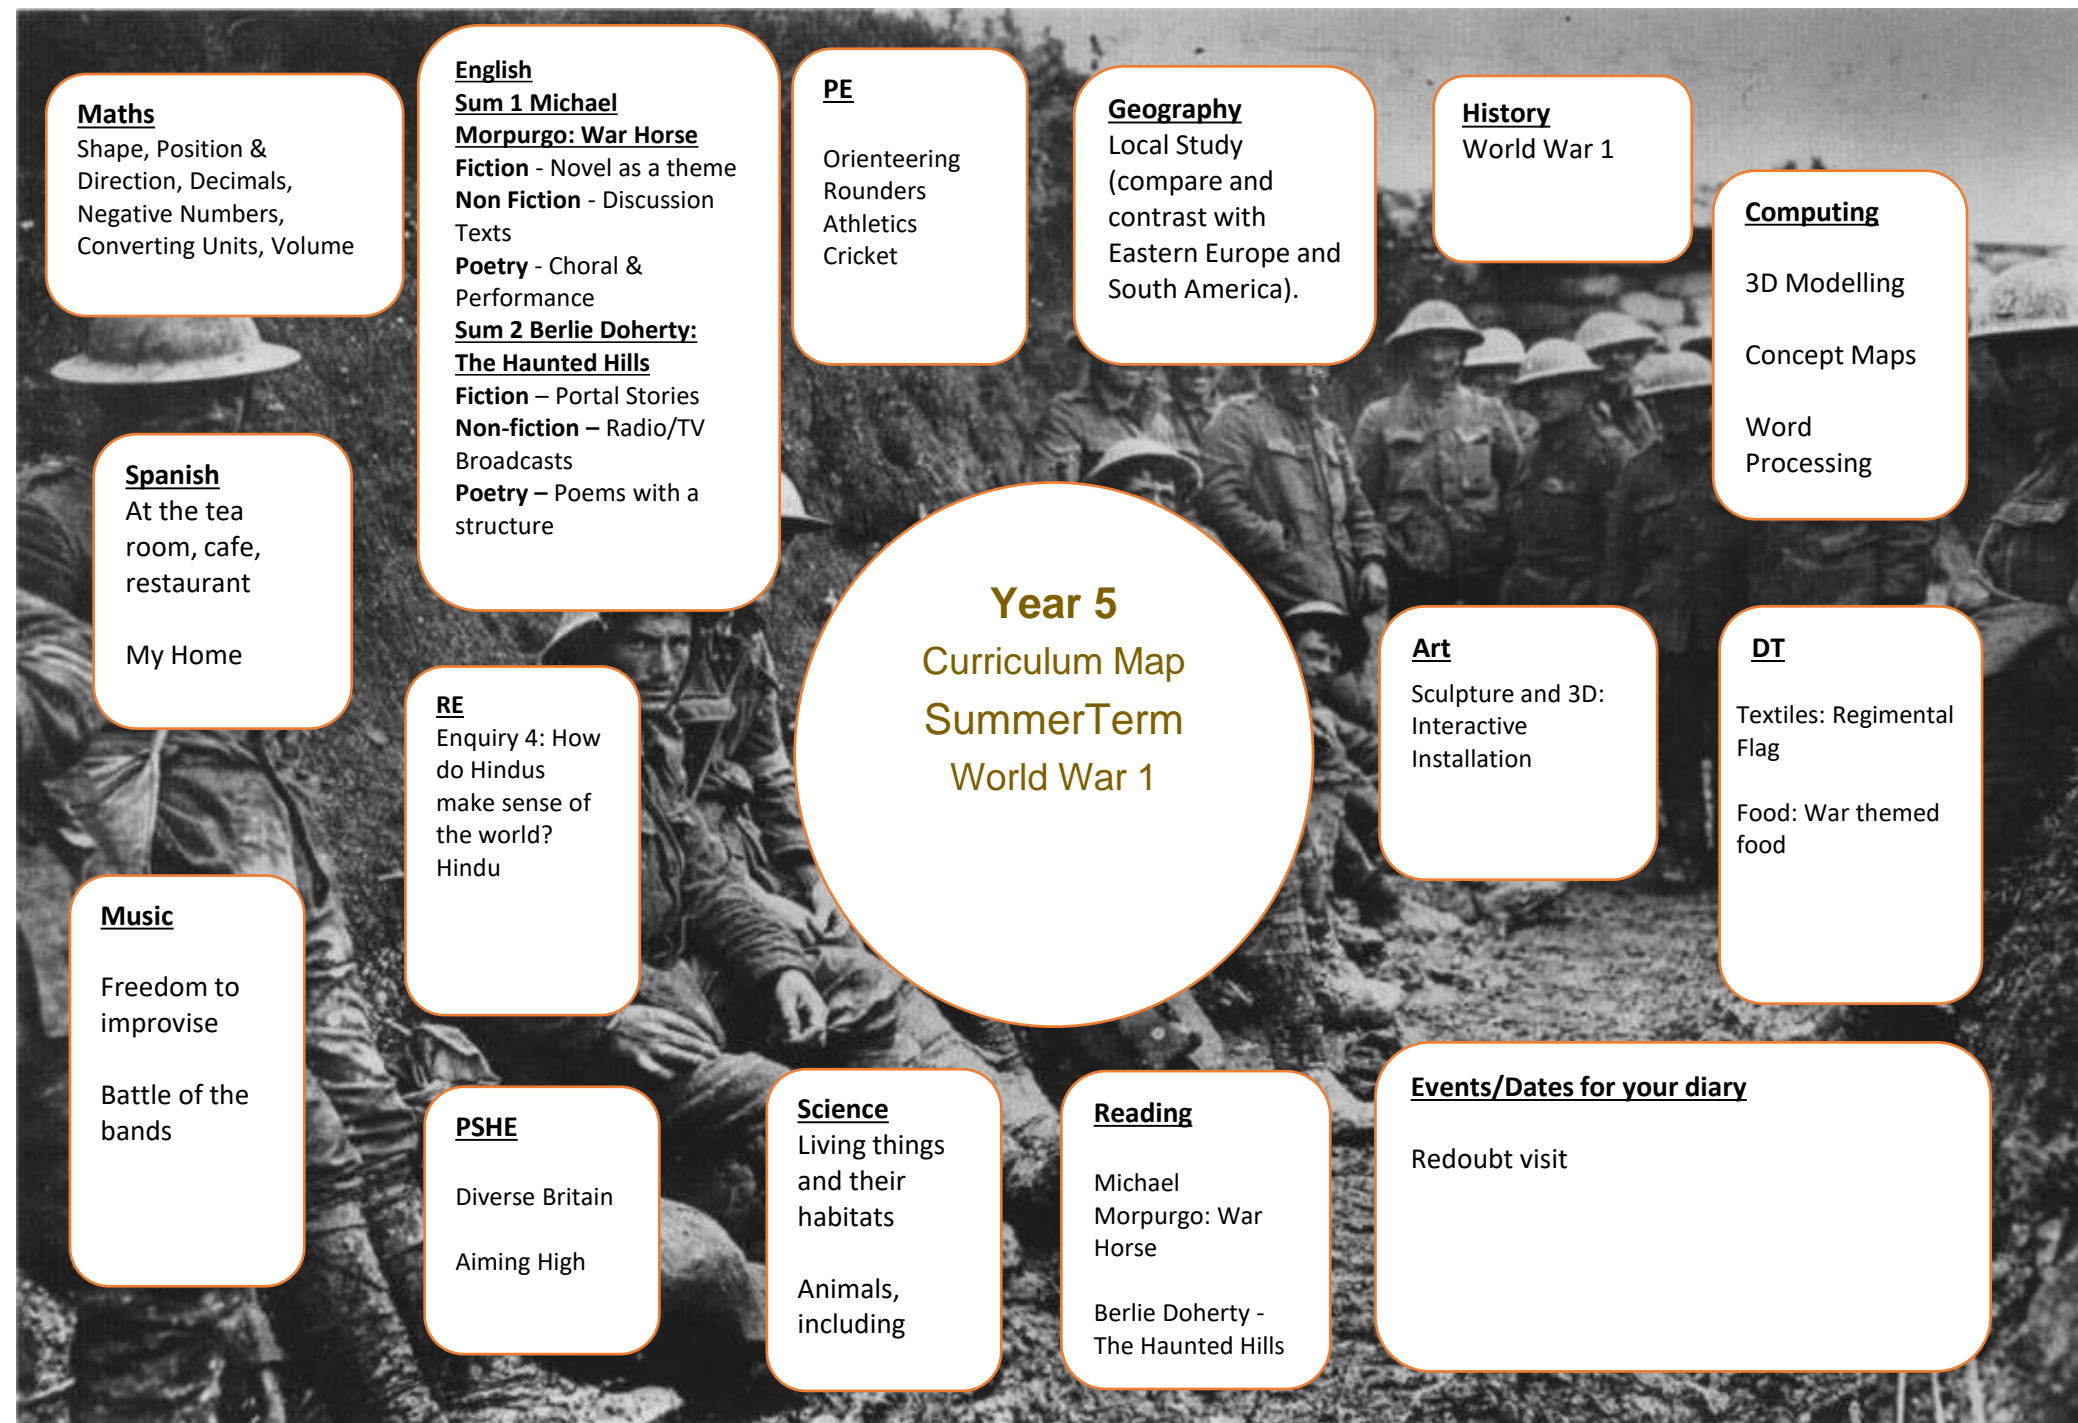 Maths
Shape, Position &
Direction, Decimals,
Negative Numbers,
Converting Units, Volume
English
Sum 1 Michael
Morpurgo: War Horse
Fiction - Novel as a theme
Non Fiction - Discussion
Texts
Poetry - Choral &
Performance
Sum 2 Berlie Doherty:
The Haunted Hills
Fiction – Portal Stories
Non-fiction – Radio/TV
Broadcasts
Poetry – Poems with a
structure
PE
Orienteering
Rounders
Athletics
Cricket
Geography
Local Study
(compare and
contrast with
Eastern Europe and
South America).
History
World War 1
Computing
3D Modelling
Concept Maps
Word
Processing
Spanish
At the tea
room, cafe,
restaurant
My Home
RE
Enquiry 4: How
do Hindus
make sense of
the world?
Hindu
Year 5
Curriculum Map
SummerTerm
World War 1
Art
Sculpture and 3D:
Interactive
Installation
DT
Textiles: Regimental
Flag
Food: War themed
food
Music
Freedom to
improvise
Battle of the
bands
PSHE
Diverse Britain
Aiming High
Science
Living things
and their
habitats
Animals,
including
Reading
Michael
Morpurgo: War
Horse
Berlie Doherty -
The Haunted Hills
Events/Dates for your diary
Redoubt visit